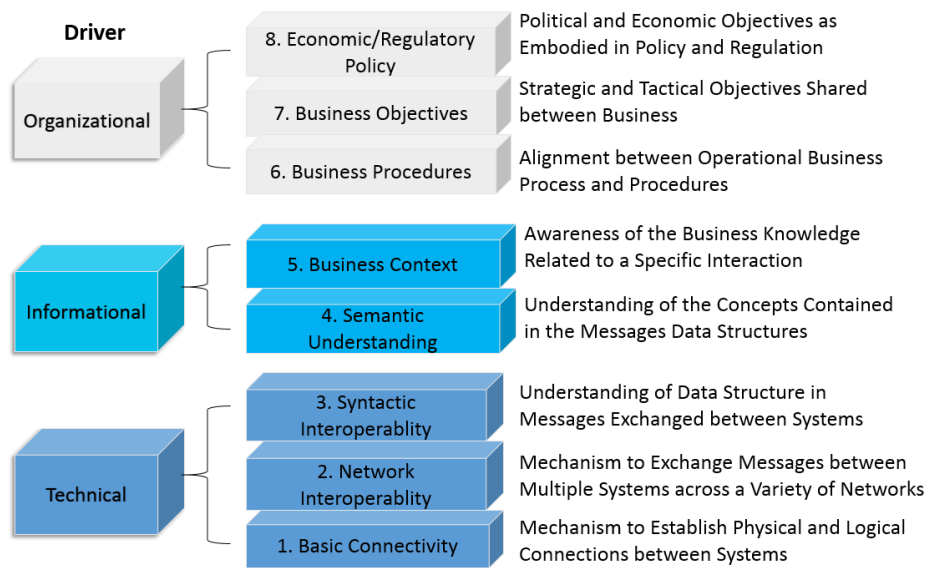 Driver
Organizational
8. Economic/Regulatory
Policy
Political and Economic Objectives as
Embodied in Policy and Regulation
7. Business Objectives
Strategic and Tactical Objectives Shared
between Business
6. Business Procedures
Alignment between Operational Business
Process and Procedures
Informational
5. Business Context
Awareness of the Business Knowledge
Related to a Specific Interaction
4. Semantic
Understanding
Understanding of the Concepts Contained
in the Messages Data Structures
Technical
3. Syntactic
Interoperablity
Understanding of Data Structure in
Messages Exchanged between Systems
2. Network
Interoperablity
Mechanism to Exchange Messages between
Multiple Systems across a Variety of Networks
1. Basic Connectivity
Mechanism to Establish Physical and Logical
Connections between Systems